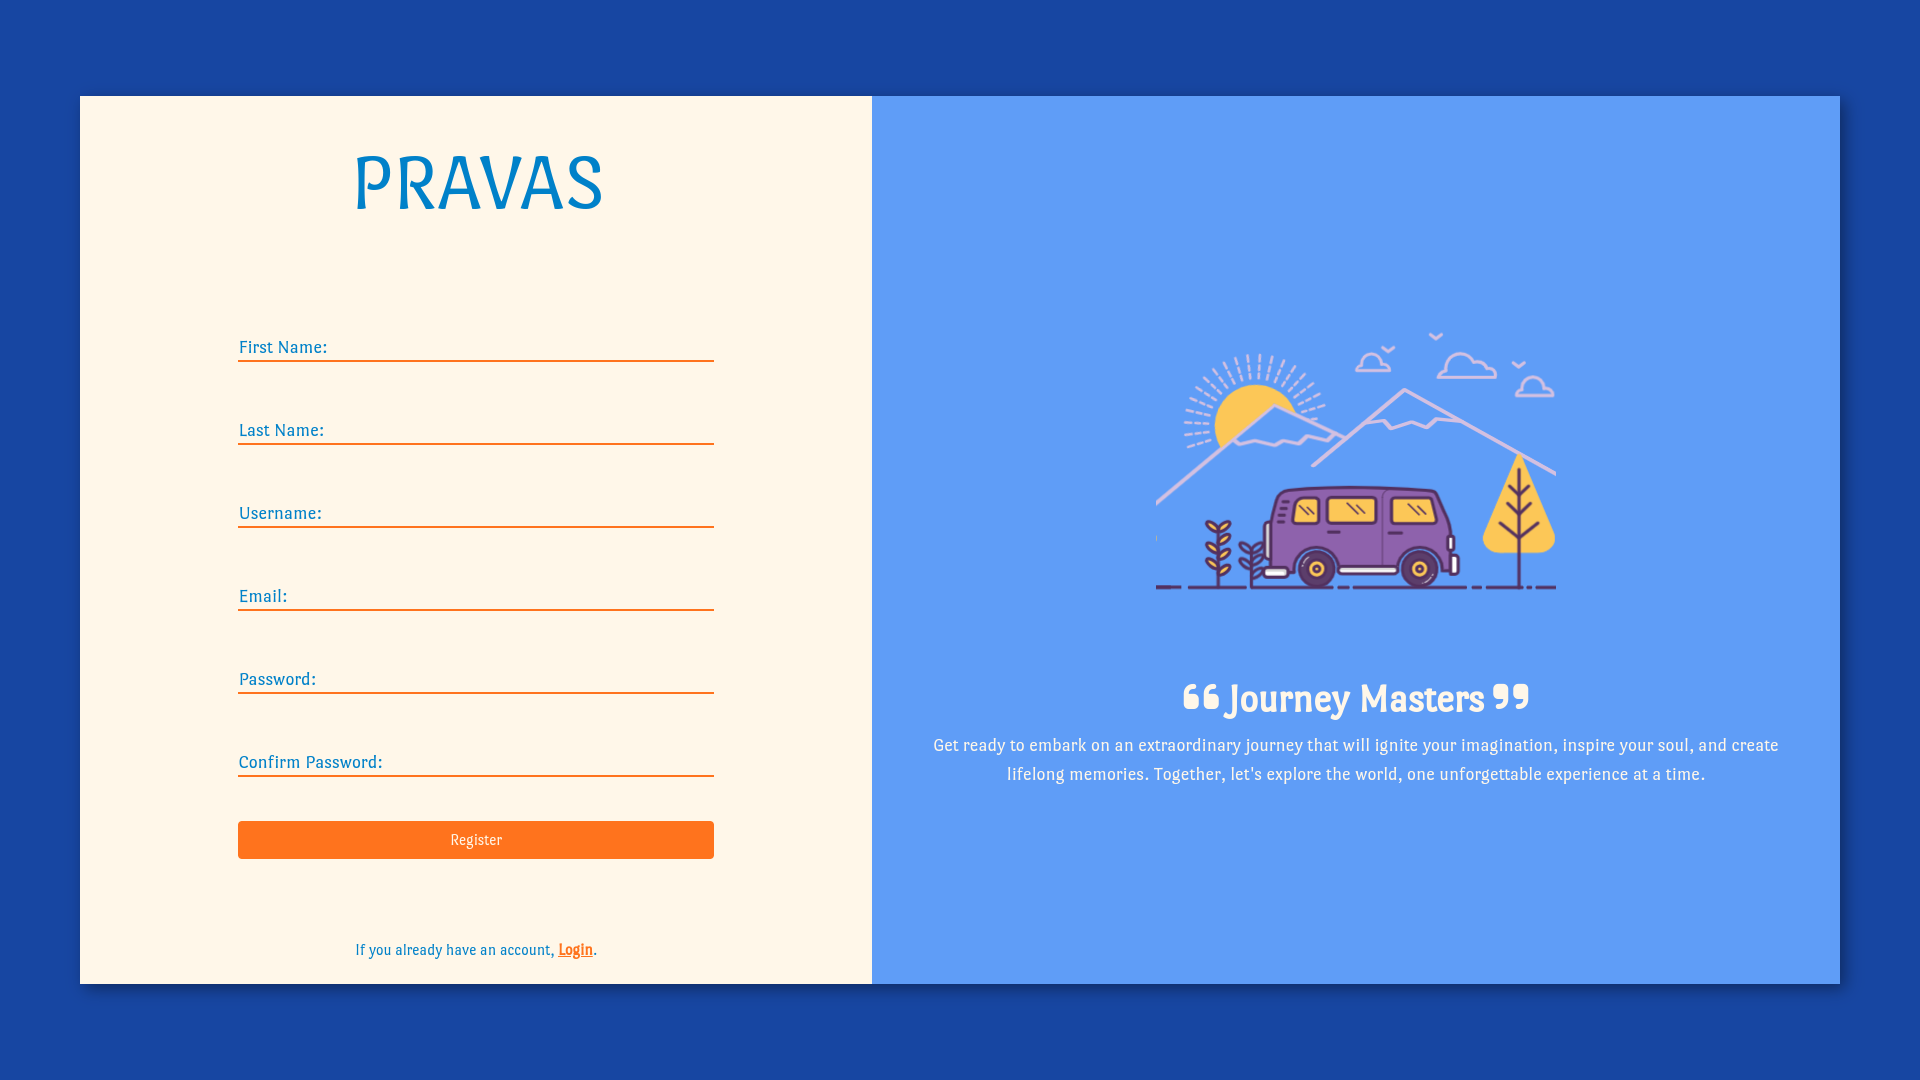 PRAVAS
First Name:
Last Name:
Username:
Email:
Password:
Confirm Password:
Register
If you already have an account, Login.
❝ Journey Masters ❞
Get ready to embark on an extraordinary journey that will ignite your imagination, inspire your soul, and create
lifelong memories. Together, let's explore the world, one unforgettable experience at a time.